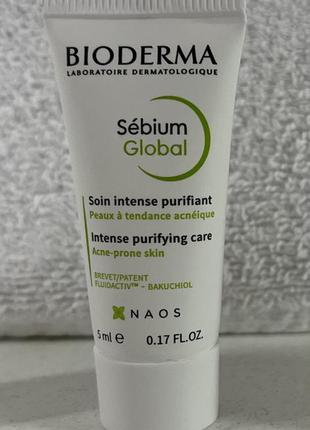 BIODERMA
LABORATOIRE DERMATOLOGIQUE
Sébium
Global
Soin intense purifiant
Peaux à tendance acnéique
Intense purifying care
Acne-prone skin
BREVET/PATENT
FLUIDACTIV™ - BAKUCHIOL
NAOS
5 ml e 0.17 FL.OZ.